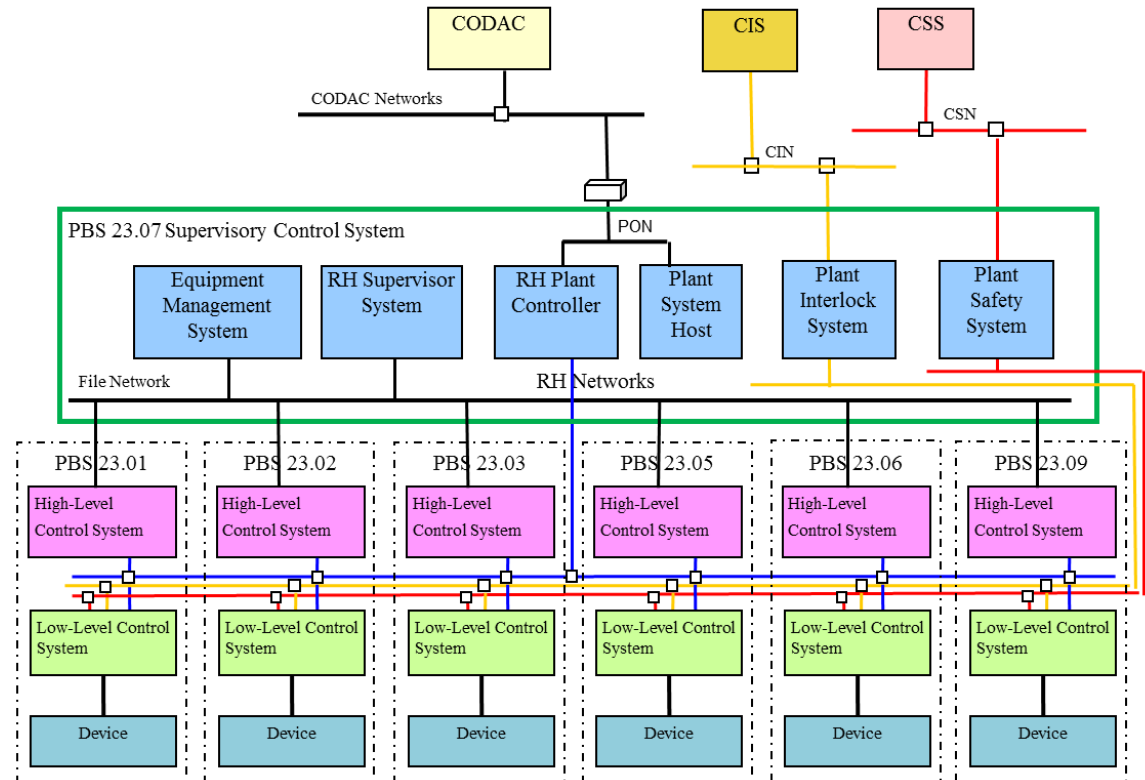 CODAC
CIS
CSS
CODAC Networks
CSN
CIN
PBS 23.07 Supervisory Control System
PON
Equipment
Management
System
RH Supervisor
System
RH Plant
Controller
Plant
System
Host
Plant
Interlock
System
Plant
Safety
System
File Network
RH Networks
PBS 23.01
PBS 23.02
PBS 23.03
PBS 23.05
PBS 23.06
PBS 23.09
High-Level
Control System
High-Level
Control System
High-Level
Control System
High-Level
Control System
High-Level
Control System
High-Level
Control System
Low-Level Control
System
Low-Level Control
System
Low-Level Control
System
Low-Level Control
System
Low-Level Control
System
Low-Level Control
System
Device
Device
Device
Device
Device
Device